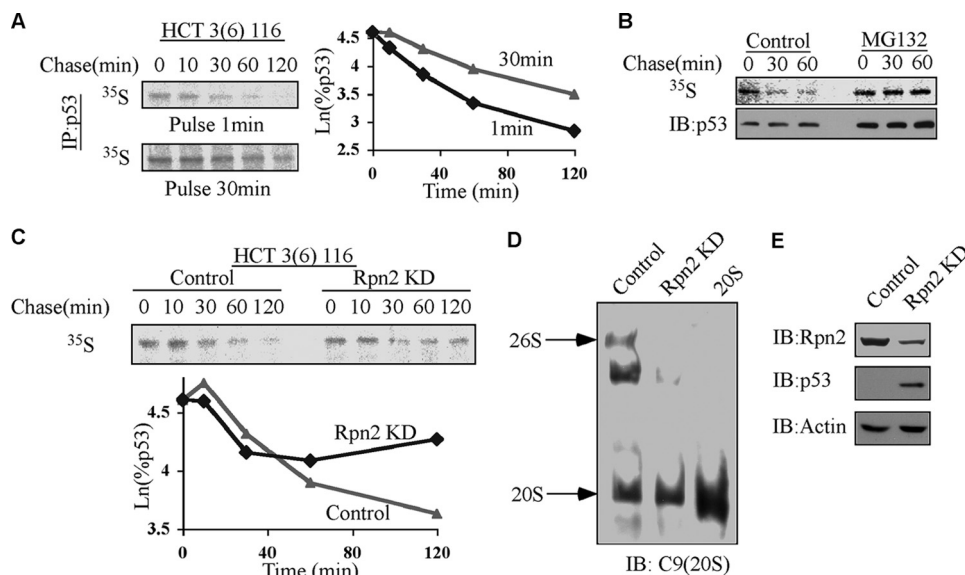 A
HCT 3(6) 116
Chase(min) 0 10 30 60 120
IP:p53
35S
Pulse 1min
35S
Pulse 30min
Ln(%p53)
4.5
4
3.5
3
2.5
30min
1min
0 40 80 120
Time (min)
B
Control MG132
Chase(min) 0 30 60 0 30 60
35S
IB:p53
C
HCT 3(6) 116
Control Rpn2 KD
Chase(min) 0 10 30 60 120 0 10 30 60 120
35S
Ln(%p53)
4.5
4
3.5
Rpn2 KD
Control
0 40 80 120
Time (min)
D
Control Rpn2 KD 20S
26S
20S
IB: C9(20S)
E
Control Rpn2 KD
IB:Rpn2
IB:p53
IB:Actin